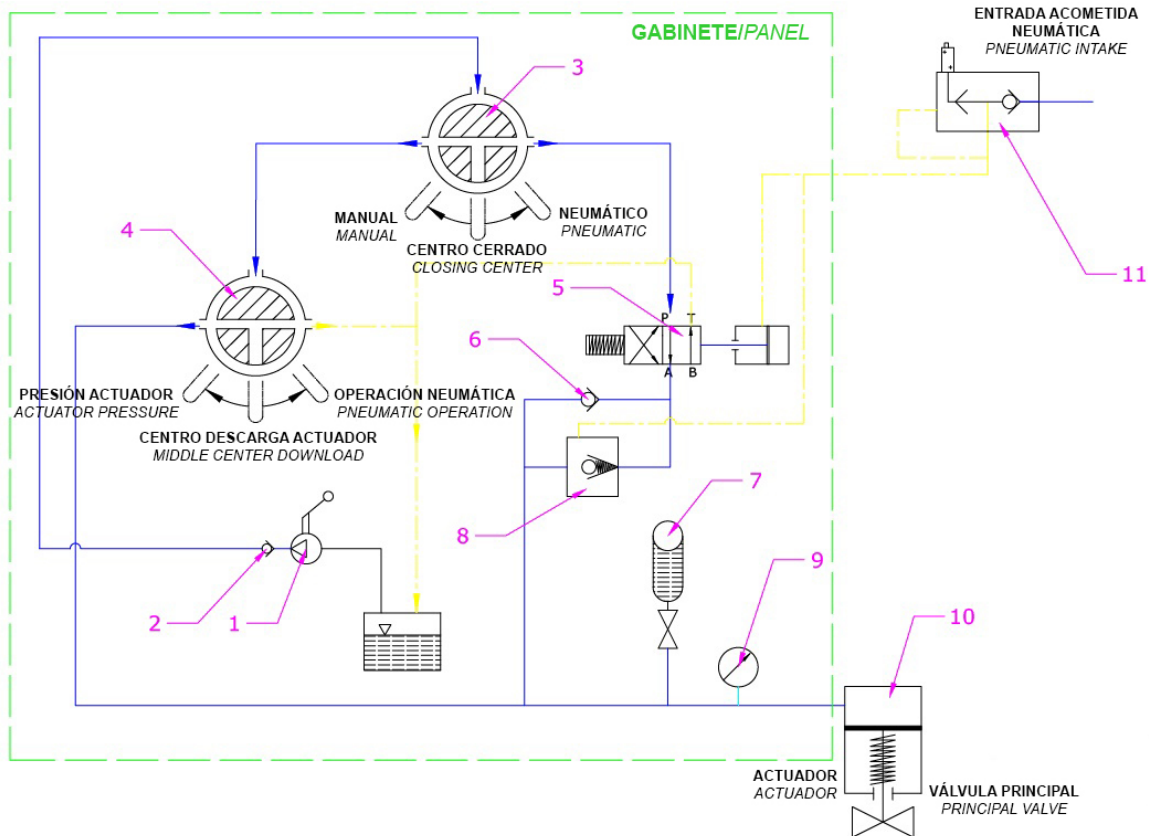 GABINETE/PANEL
ENTRADA ACOMETIDA
NEUMÁTICA
PNEUMATIC INTAKE
3
11
MANUAL
MANUAL
NEUMÁTICO
PNEUMATIC
CENTRO CERRADO
CLOSING CENTER
4
5
P T
A B
6
PRESIÓN ACTUADOR
ACTUATOR PRESSURE
OPERACIÓN NEUMÁTICA
PNEUMATIC OPERATION
CENTRO DESCARGA ACTUADOR
MIDDLE CENTER DOWNLOAD
7
8
9
2
1
10
ACTUADOR
ACTUADOR
VÁLVULA PRINCIPAL
PRINCIPAL VALVE